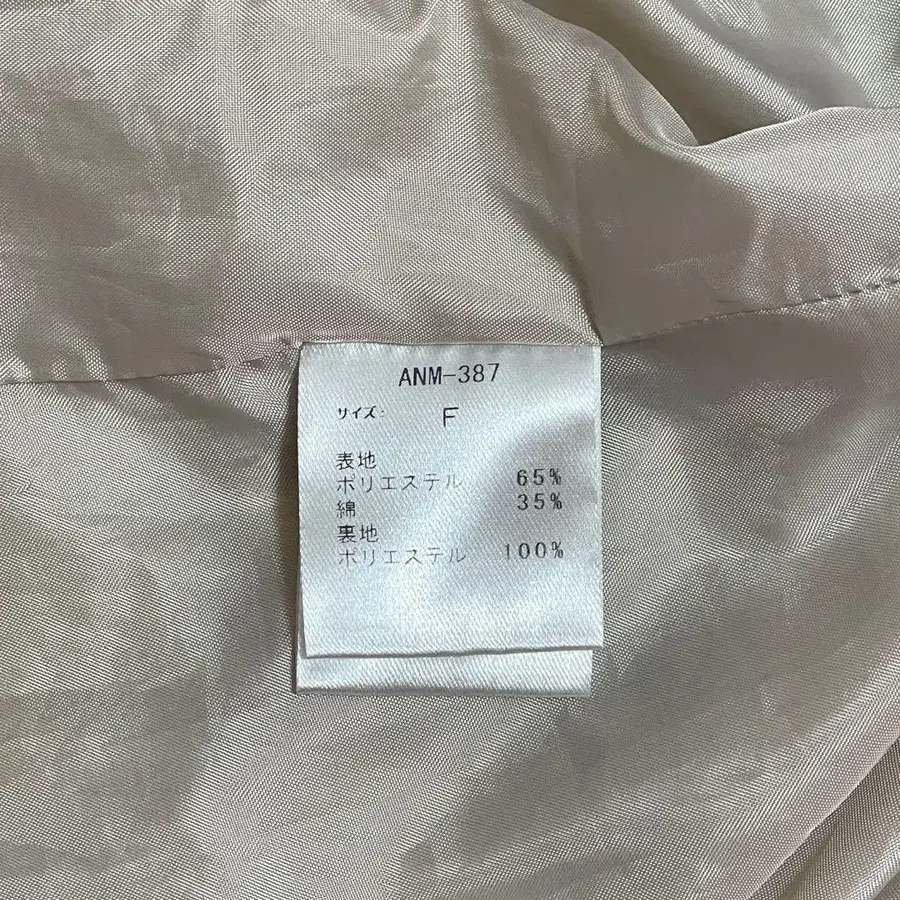 ANM-387
サイズ: F
表地
ポリエステル 65%
綿 35%
裏地
ポリエステル 100%